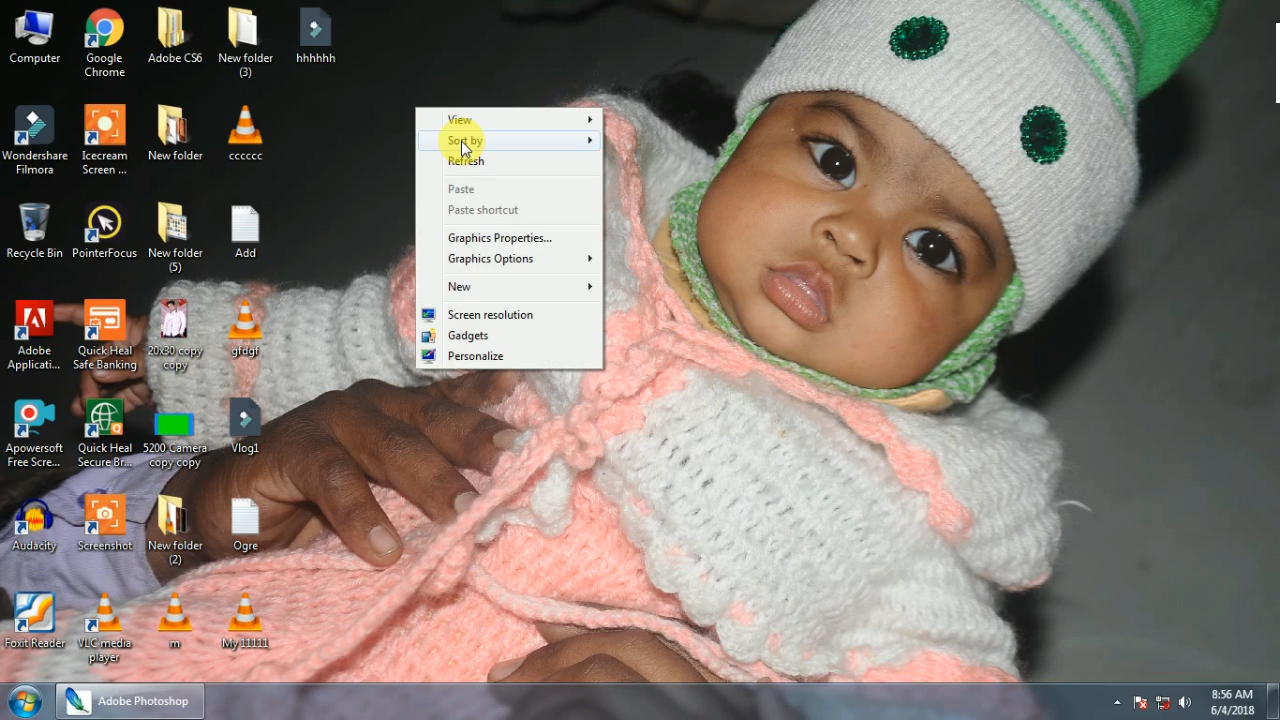 Computer
Google
Chrome
Adobe CS6
New folder
(3)
hhhhhh
Wondershare
Filmora
Icecream
Screen ...
New folder
cccccc
Recycle Bin
PointerFocus
New folder
(5)
Add
Adobe
Applicati...
Quick Heal
Safe Banking
20x30 copy
copy
gfdgf
Apowersoft
Free Scre...
Quick Heal
Secure Br...
5200 Camera
copy copy
Vlog1
Audacity
Screenshot
New folder
(2)
Ogre
Foxit Reader
VLC media
player
m
My 11111
View
Sort by
Refresh
Paste
Paste shortcut
Graphics Properties...
Graphics Options
New
Screen resolution
Gadgets
Personalize
Adobe Photoshop
8:56 AM
6/4/2018